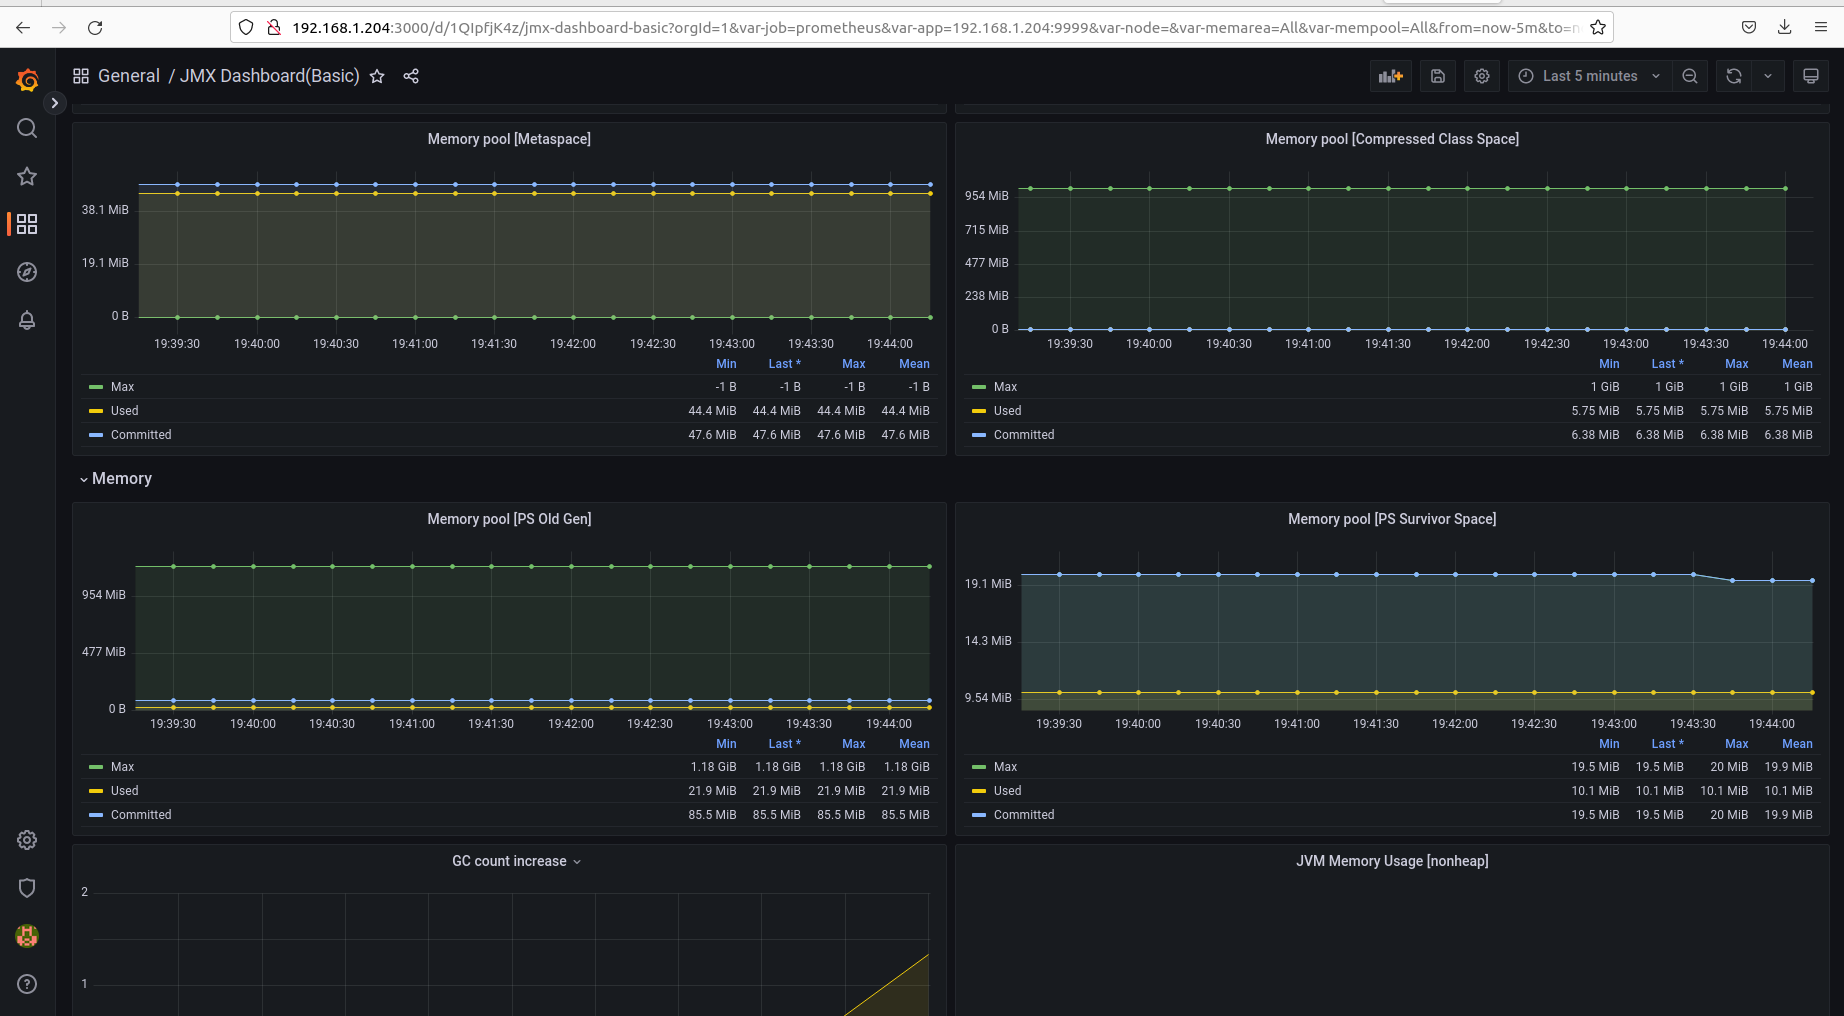 192.168.1.204:3000/d/1QIpfjK4z/jmx-dashboard-basic?orgId=1&var-job=prometheus&var-app=192.168.1.204:9999&var-node=&var-memarea=All&var-mempool=All&from=now-5m&to=n
General / JMX Dashboard(Basic)
Last 5 minutes
Memory pool [Metaspace]
38.1 MiB
19.1 MiB
0 B
19:39:30 19:40:00 19:40:30 19:41:00 19:41:30 19:42:00 19:42:30 19:43:00 19:43:30 19:44:00
Min Last * Max Mean
Max -1 B -1 B -1 B -1 B
Used 44.4 MiB 44.4 MiB 44.4 MiB 44.4 MiB
Committed 47.6 MiB 47.6 MiB 47.6 MiB 47.6 MiB
Memory pool [Compressed Class Space]
954 MiB
715 MiB
477 MiB
238 MiB
0 B
19:39:30 19:40:00 19:40:30 19:41:00 19:41:30 19:42:00 19:42:30 19:43:00 19:43:30 19:44:00
Min Last * Max Mean
Max 1 GiB 1 GiB 1 GiB 1 GiB
Used 5.75 MiB 5.75 MiB 5.75 MiB 5.75 MiB
Committed 6.38 MiB 6.38 MiB 6.38 MiB 6.38 MiB
Memory
Memory pool [PS Old Gen]
954 MiB
477 MiB
0 B
19:39:30 19:40:00 19:40:30 19:41:00 19:41:30 19:42:00 19:42:30 19:43:00 19:43:30 19:44:00
Min Last * Max Mean
Max 1.18 GiB 1.18 GiB 1.18 GiB 1.18 GiB
Used 21.9 MiB 21.9 MiB 21.9 MiB 21.9 MiB
Committed 85.5 MiB 85.5 MiB 85.5 MiB 85.5 MiB
Memory pool [PS Survivor Space]
19.1 MiB
14.3 MiB
9.54 MiB
19:39:30 19:40:00 19:40:30 19:41:00 19:41:30 19:42:00 19:42:30 19:43:00 19:43:30 19:44:00
Min Last * Max Mean
Max 19.5 MiB 19.5 MiB 20 MiB 19.9 MiB
Used 10.1 MiB 10.1 MiB 10.1 MiB 10.1 MiB
Committed 19.5 MiB 19.5 MiB 20 MiB 19.9 MiB
GC count increase
2
1
JVM Memory Usage [nonheap]